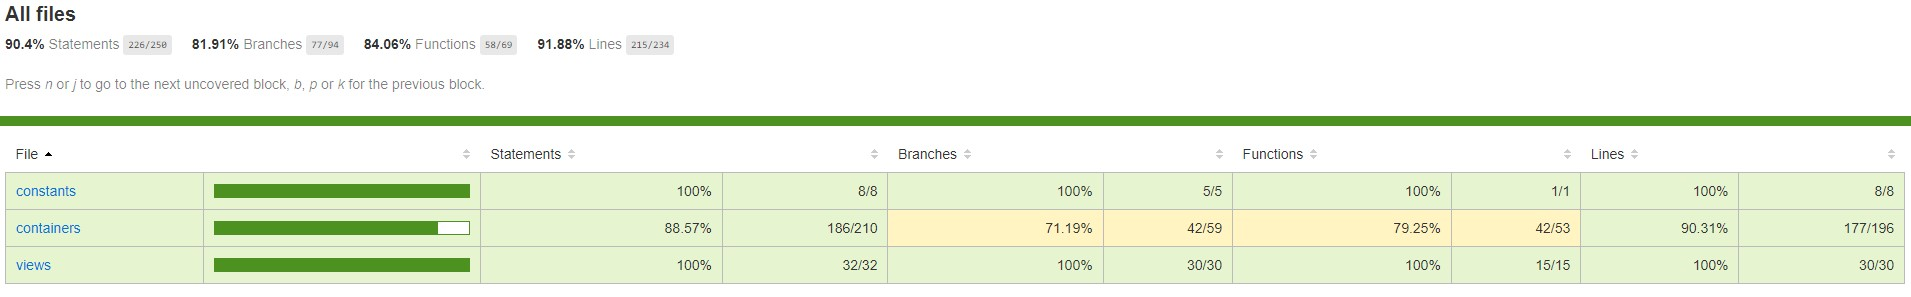 All files
90.4% Statements 226/250 81.91% Branches 77/94 84.06% Functions 58/69 91.88% Lines 215/234
Press n or j to go to the next uncovered block, b, p or k for the previous block.
File Statements Branches Functions Lines
constants 100% 8/8 100% 5/5 100% 1/1 100% 8/8
containers 88.57% 186/210 71.19% 42/59 79.25% 42/53 90.31% 177/196
views 100% 32/32 100% 30/30 100% 15/15 100% 30/30